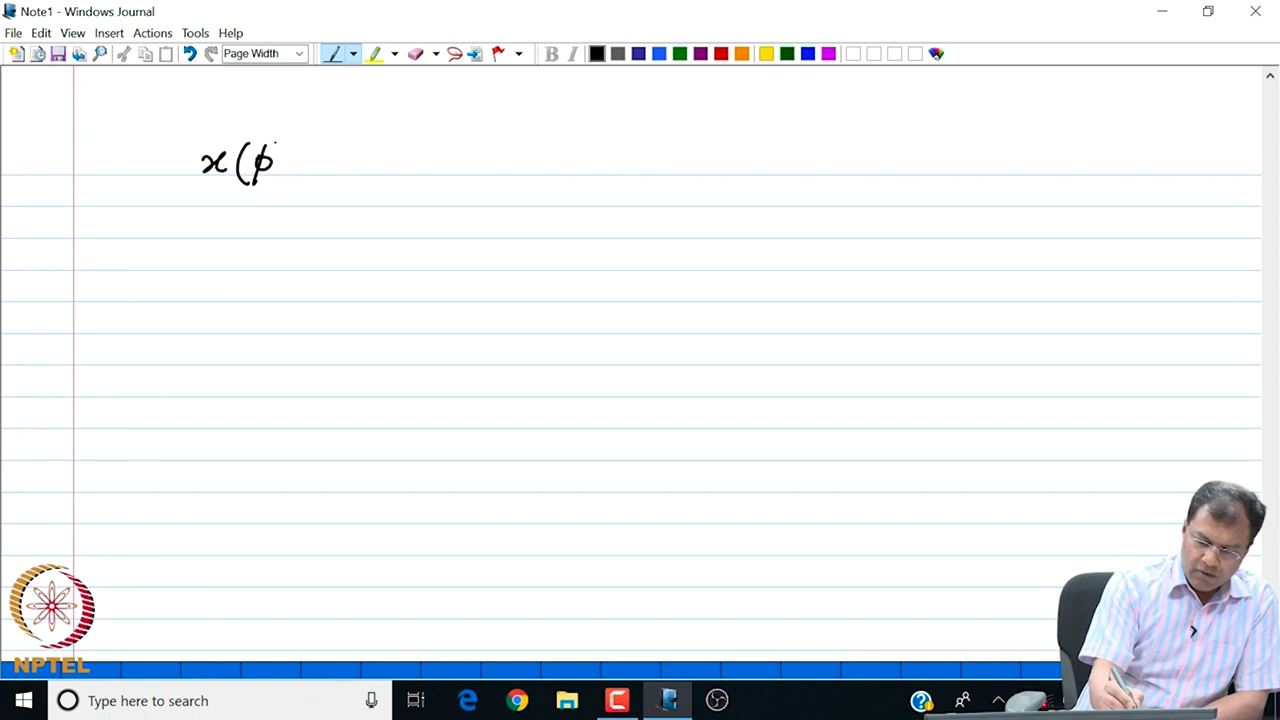 Note1 - Windows Journal
File Edit View Insert Actions Tools Help
Page Width
B I
x(p
NPTEL
Type here to search